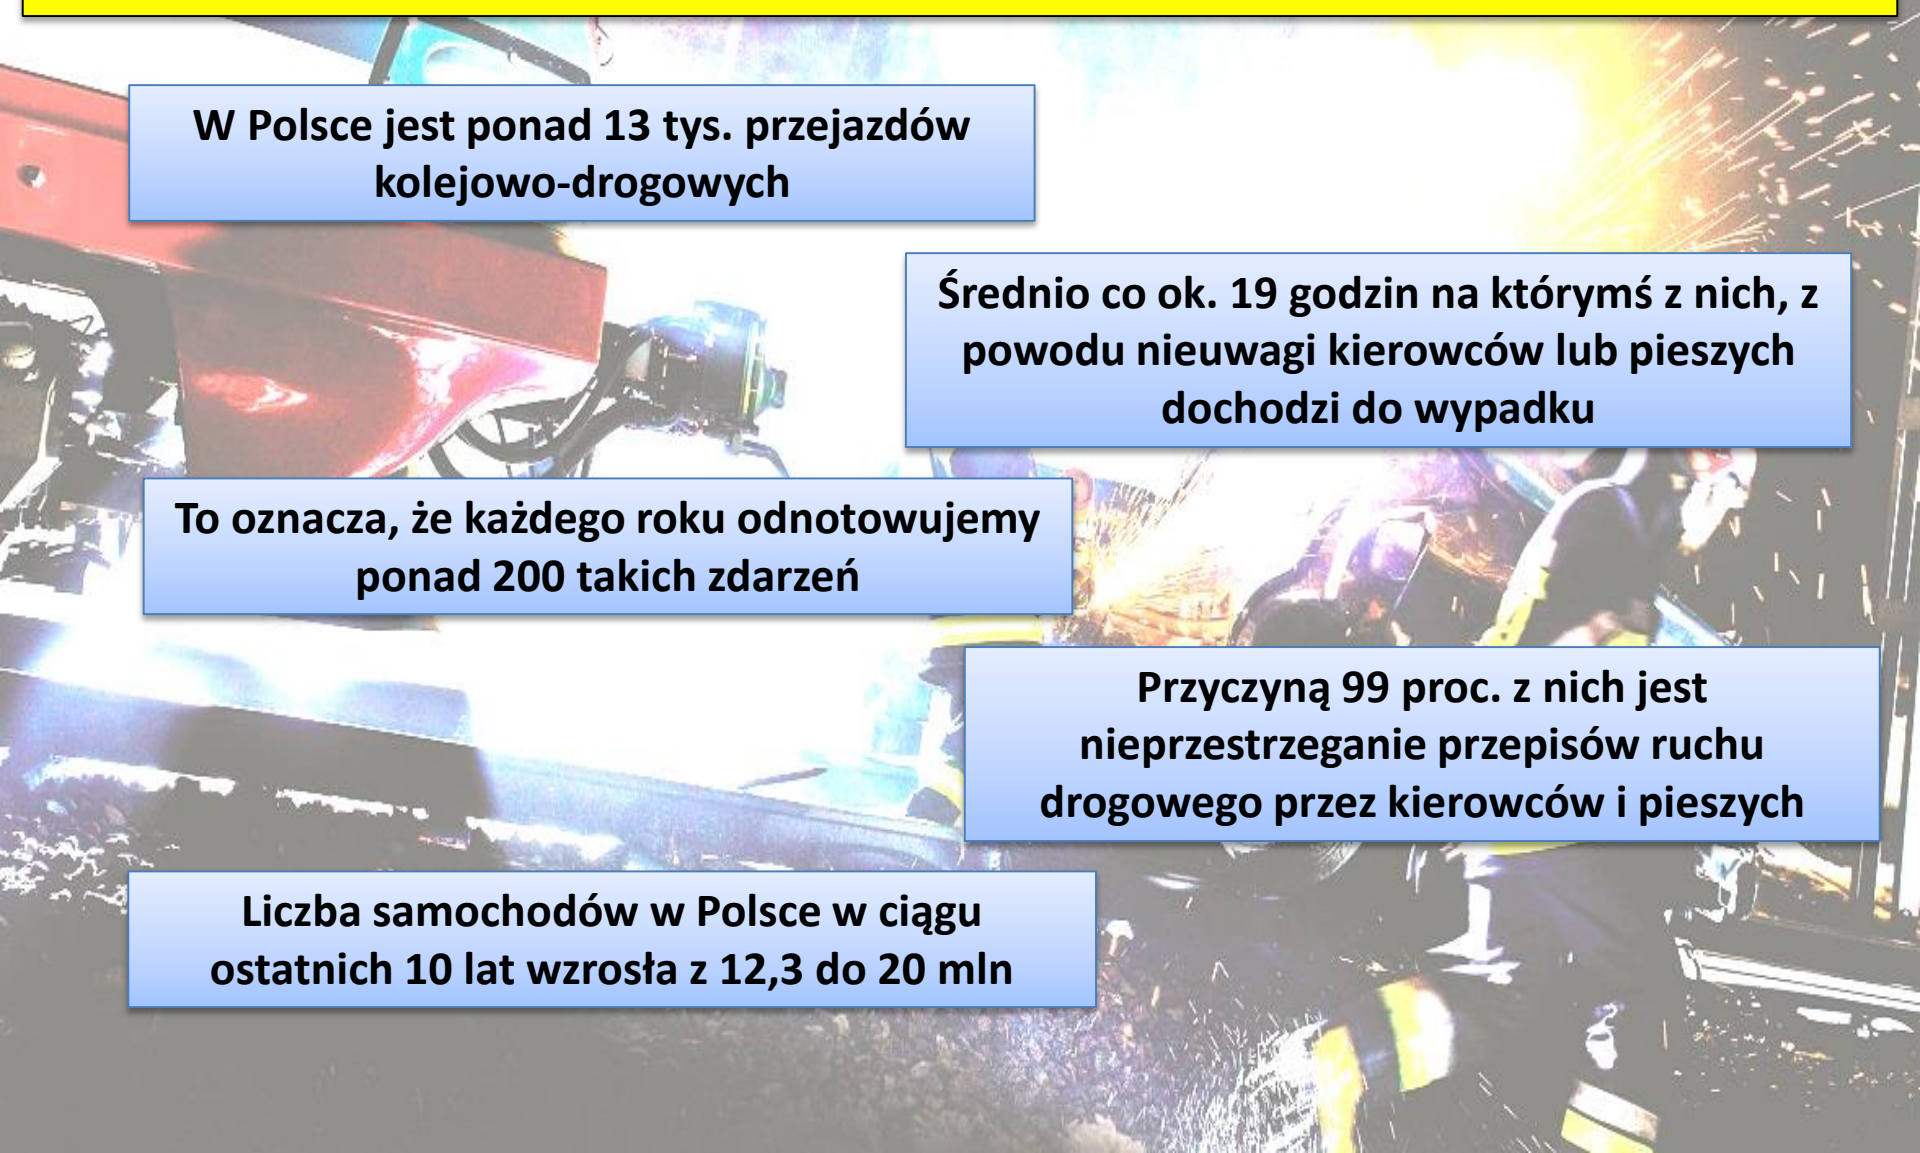 W Polsce jest ponad 13 tys. przejazdów
kolejowo-drogowych
Średnio co ok. 19 godzin na którymś z nich, z
powodu nieuwagi kierowców lub pieszych
dochodzi do wypadku
To oznacza, że każdego roku odnotowujemy
ponad 200 takich zdarzeń
Przyczyną 99 proc. z nich jest
nieprzestrzeganie przepisów ruchu
drogowego przez kierowców i pieszych
Liczba samochodów w Polsce w ciągu
ostatnich 10 lat wzrosła z 12,3 do 20 mln